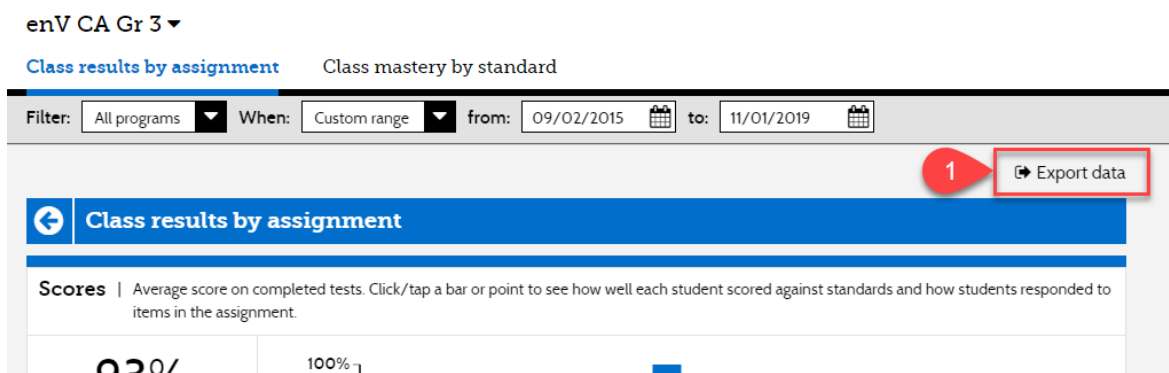 enV CA Gr 3
Class results by assignment Class mastery by standard
Filter: All programs When: Custom range from: 09/02/2015 to: 11/01/2019
1 Export data
Class results by assignment
Scores | Average score on completed tests. Click/tap a bar or point to see how well each student scored against standards and how students responded to
items in the assignment.
93% 100%